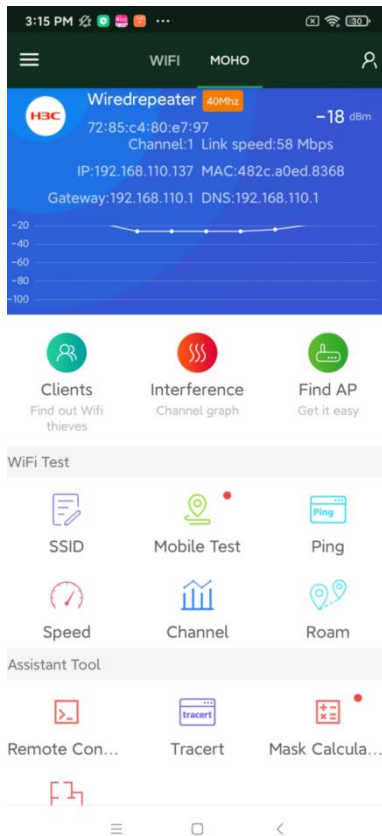 3:15 PM
30
WIFI
MOHO
H3C
Wiredrepeater 40Mhz
-18 dBm
72:85:c4:80:e7:97
Channel:1 Link speed:58 Mbps
IP:192.168.110.137 MAC:482c.a0ed.8368
Gateway:192.168.110.1 DNS:192.168.110.1
-20
-40
-60
-80
-100
Clients
Find out Wifi
thieves
Interference
Channel graph
Find AP
Get it easy
WiFi Test
SSID
Mobile Test
Ping
Ping
Speed
Channel
Roam
Assistant Tool
Remote Con...
tracert
Tracert
Mask Calcula...